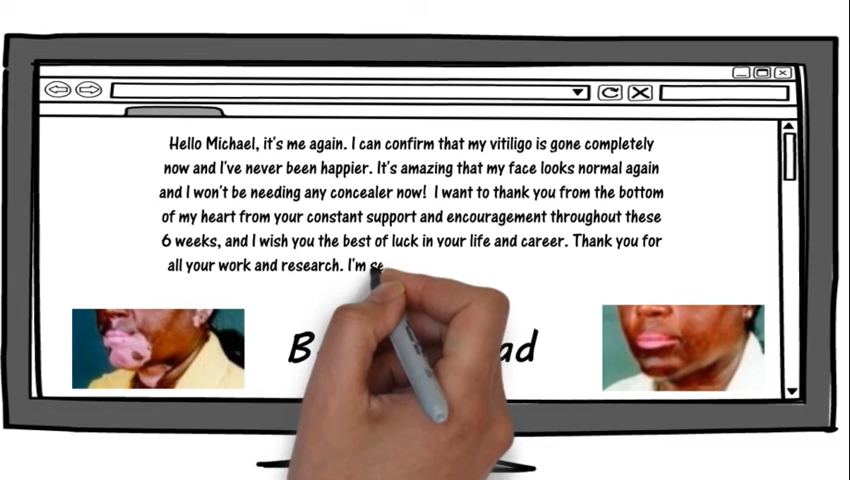 Hello Michael, it's me again. I can confirm that my vitiligo is gone completely
now and I've never been happier. It's amazing that my face looks normal again
and I won't be needing any concealer now! I want to thank you from the bottom
of my heart from your constant support and encouragement throughout these
6 weeks, and I wish you the best of luck in your life and career. Thank you for
all your work and research. I'm